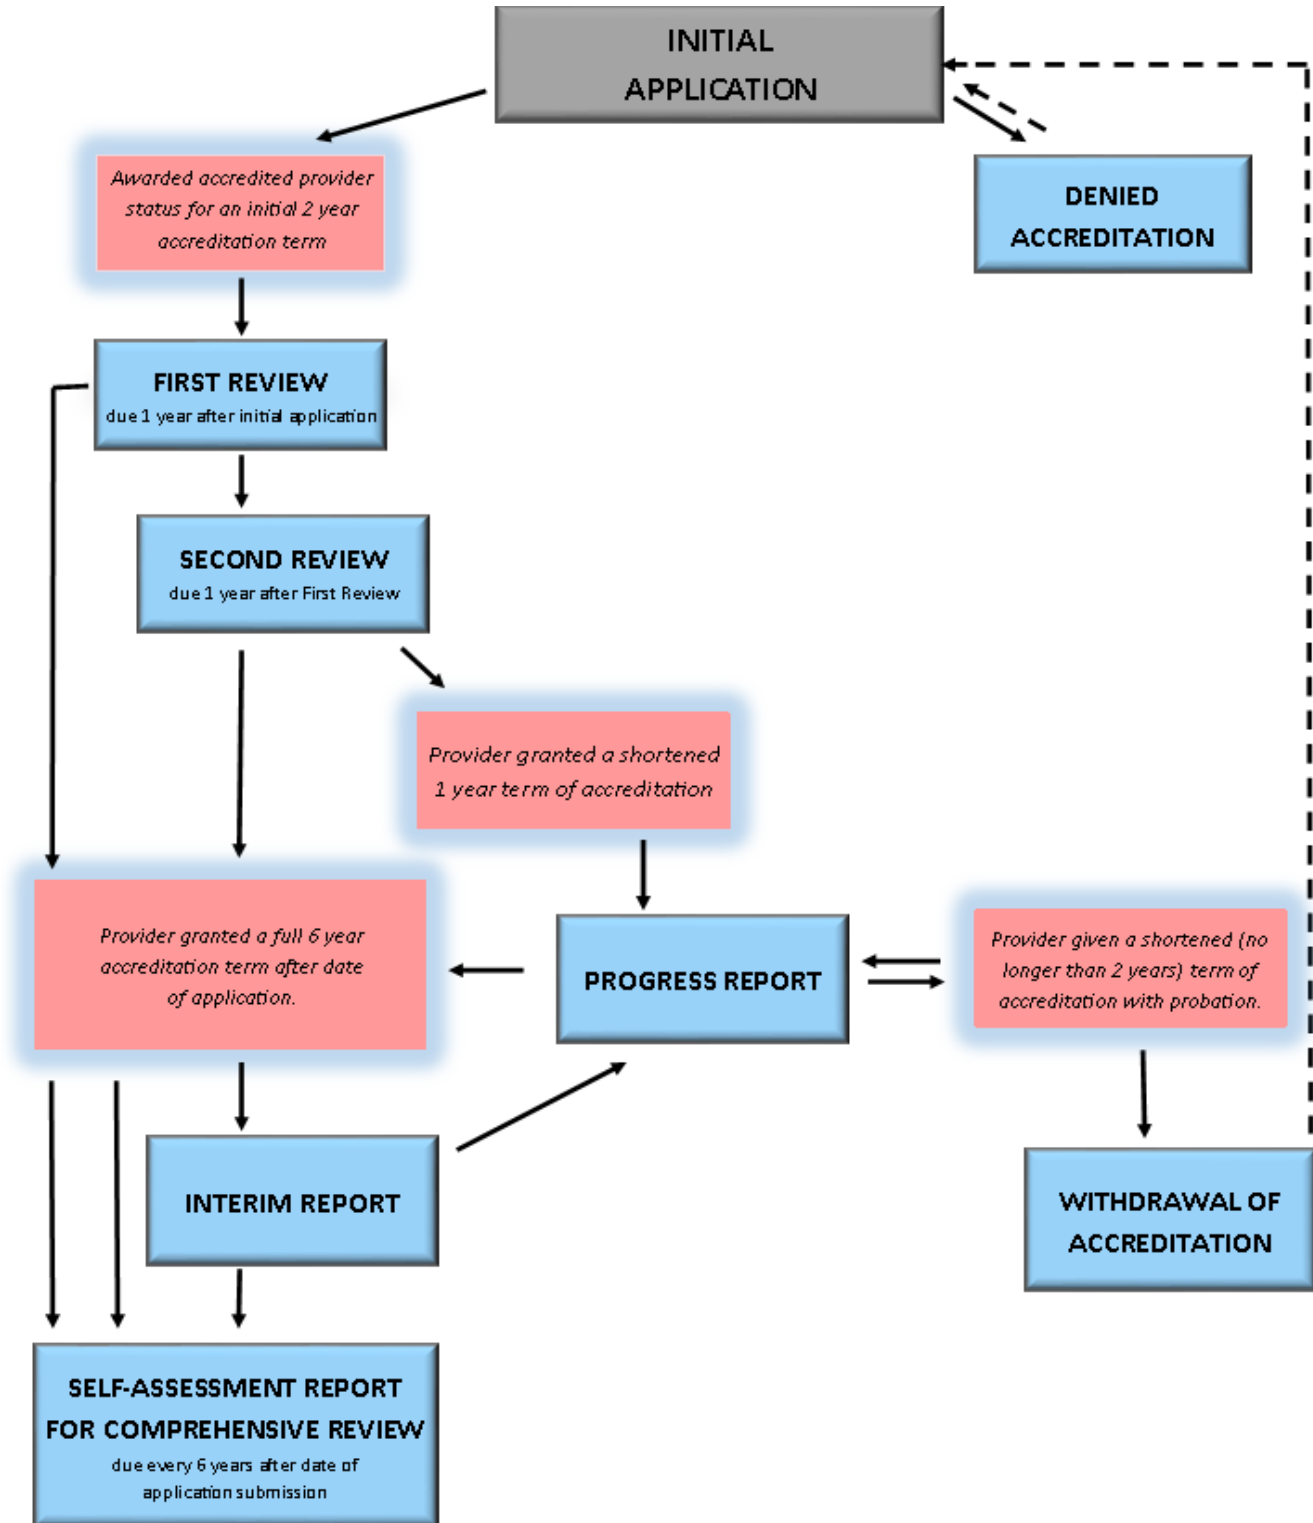 INITIAL
APPLICATION
Awarded accredited provider
status for an initial 2 year
accreditation term
DENIED
ACCREDITATION
FIRST REVIEW
due 1 year after initial application
SECOND REVIEW
due 1 year after First Review
Provider granted a shortened
1 year term of accreditation
Provider granted a full 6 year
accreditation term after date
of application.
PROGRESS REPORT
Provider given a shortened (no
longer than 2 years) term of
accreditation with probation.
INTERIM REPORT
WITHDRAWAL OF
ACCREDITATION
SELF-ASSESSMENT REPORT
FOR COMPREHENSIVE REVIEW
due every 6 years after date of
application submission